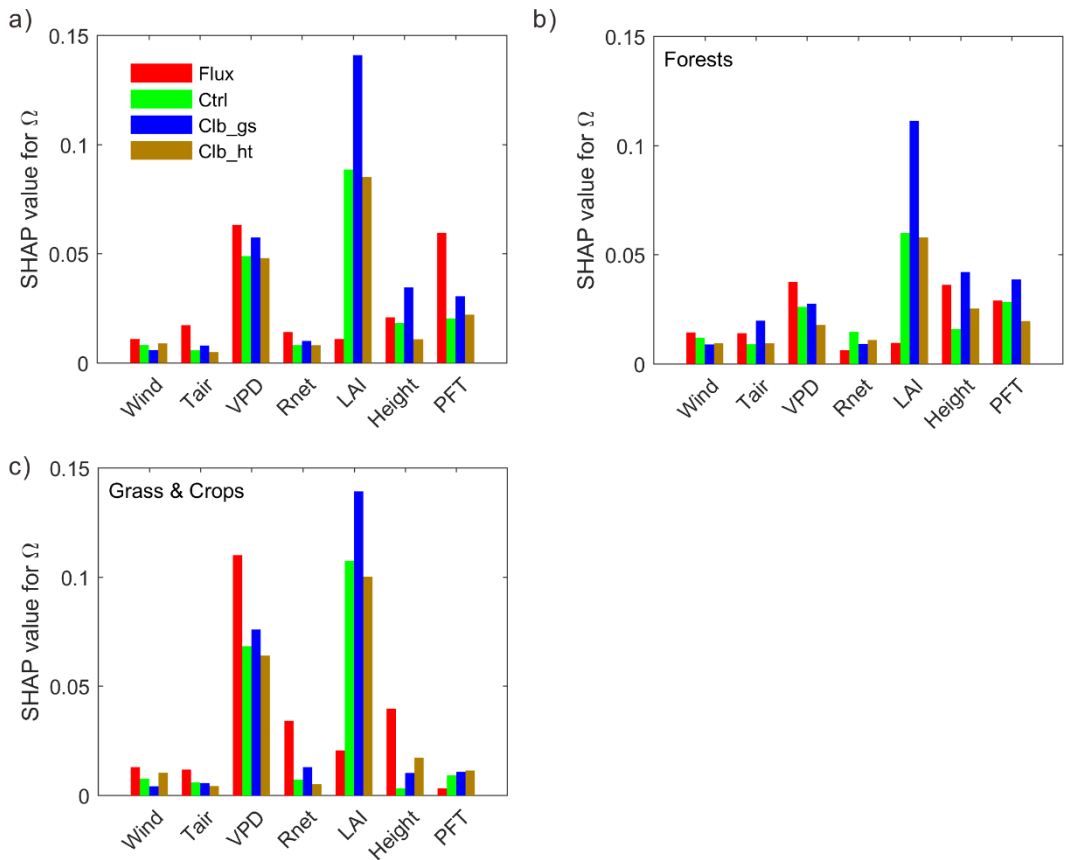 a)
SHAP value for Ω
0.15
0.1
0.05
0
Flux
Ctrl
Clb_gs
Clb_ht
Wind Tair VPD Rnet LAI Height PFT
b)
SHAP value for Ω
0.15
0.1
0.05
0
Forests
Wind Tair VPD Rnet LAI Height PFT
c)
SHAP value for Ω
0.15
0.1
0.05
0
Grass & Crops
Wind Tair VPD Rnet LAI Height PFT